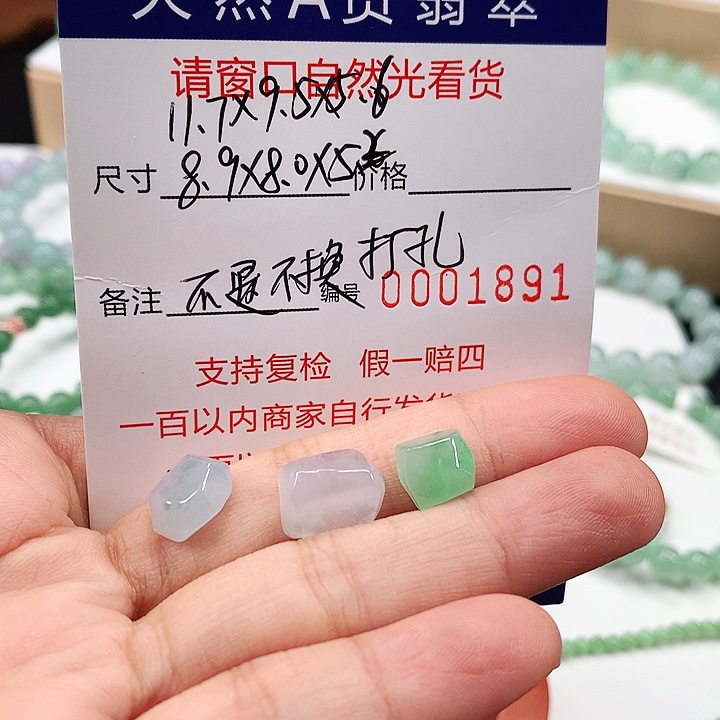 天然A货翡翠
请窗口自然光看货
11.7X9.5X5.6
尺寸 8.9X8.0X5 价格
备注 不退不换 打孔 编号 0001891
支持复检 假一赔四
一百以内商家自行发货